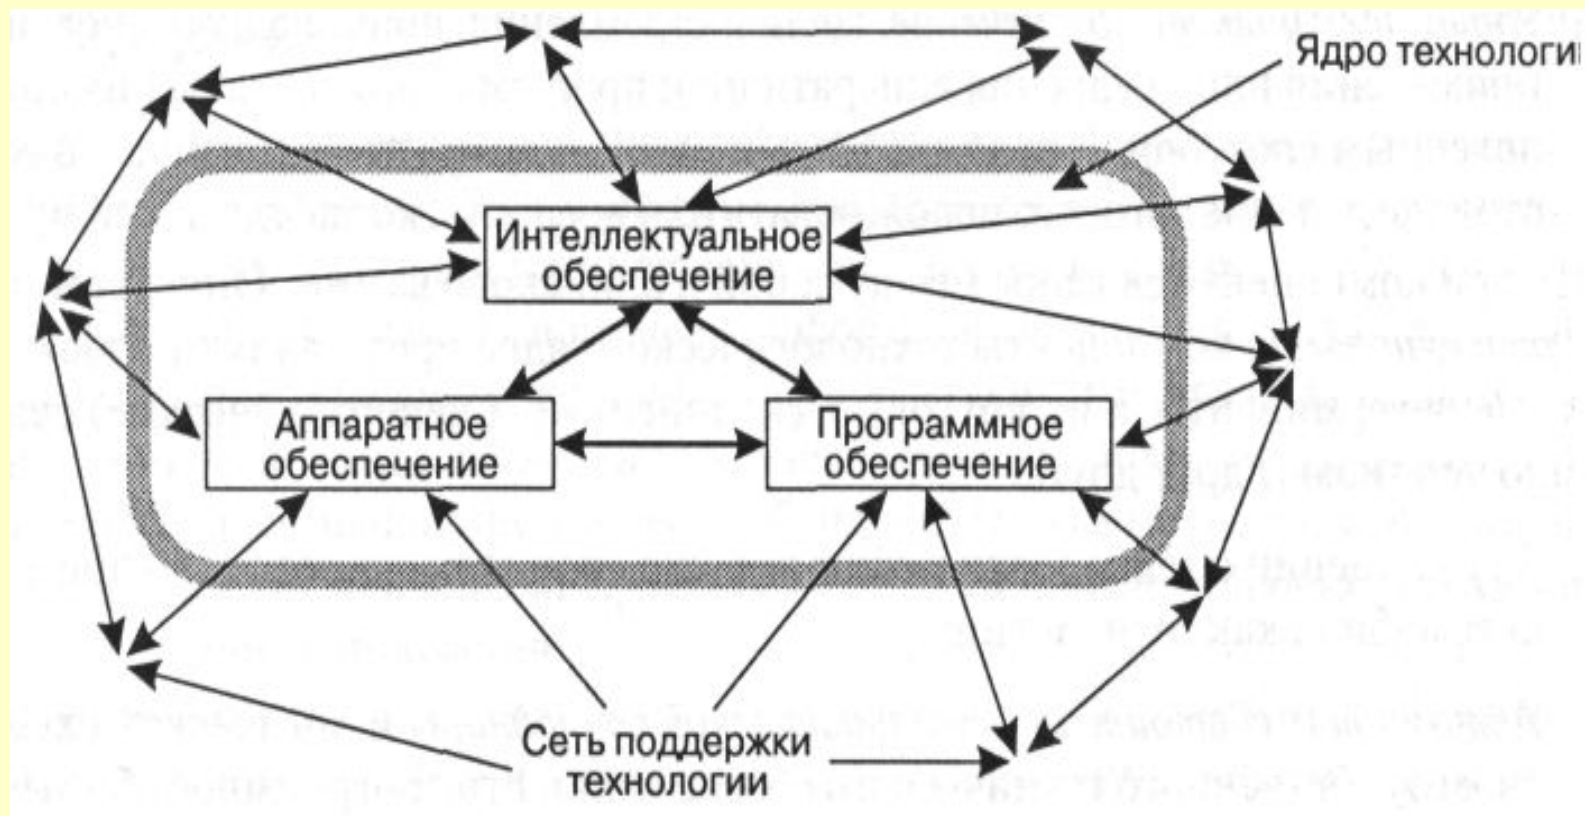 Ядро технологи
Интеллектуальное
обеспечение
Аппаратное
обеспечение
Программное
обеспечение
Сеть поддержки
технологии